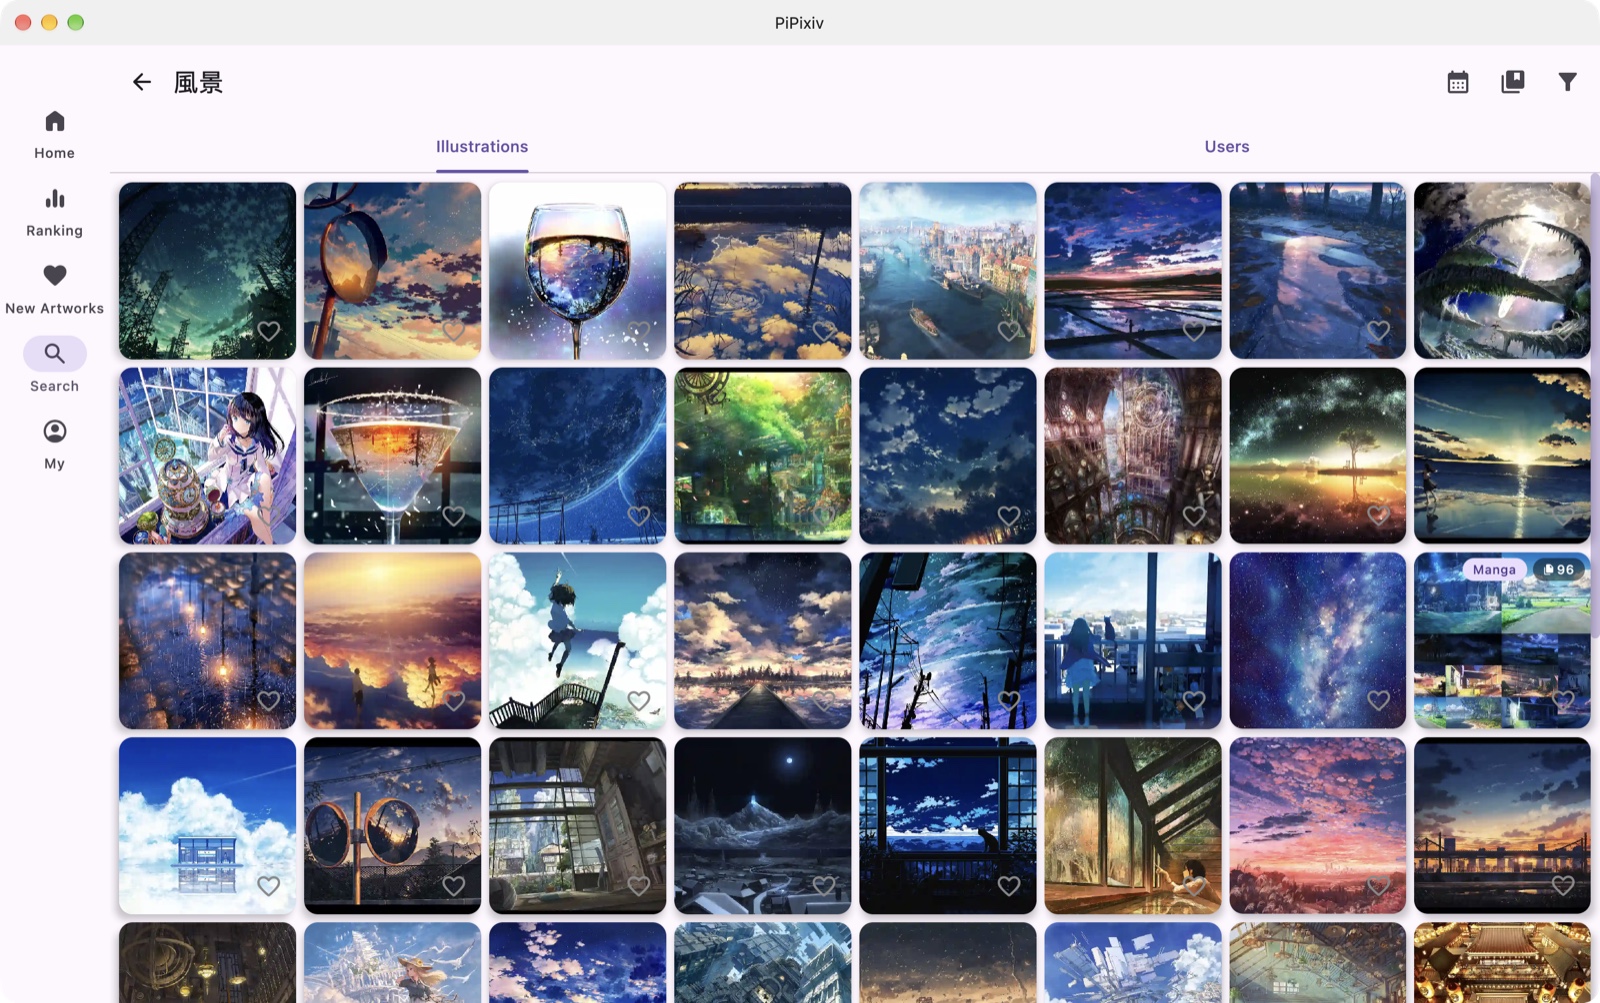 PiPixiv
風景
Home
Ranking
New Artworks
Search
My
Illustrations
Users
Manga
96